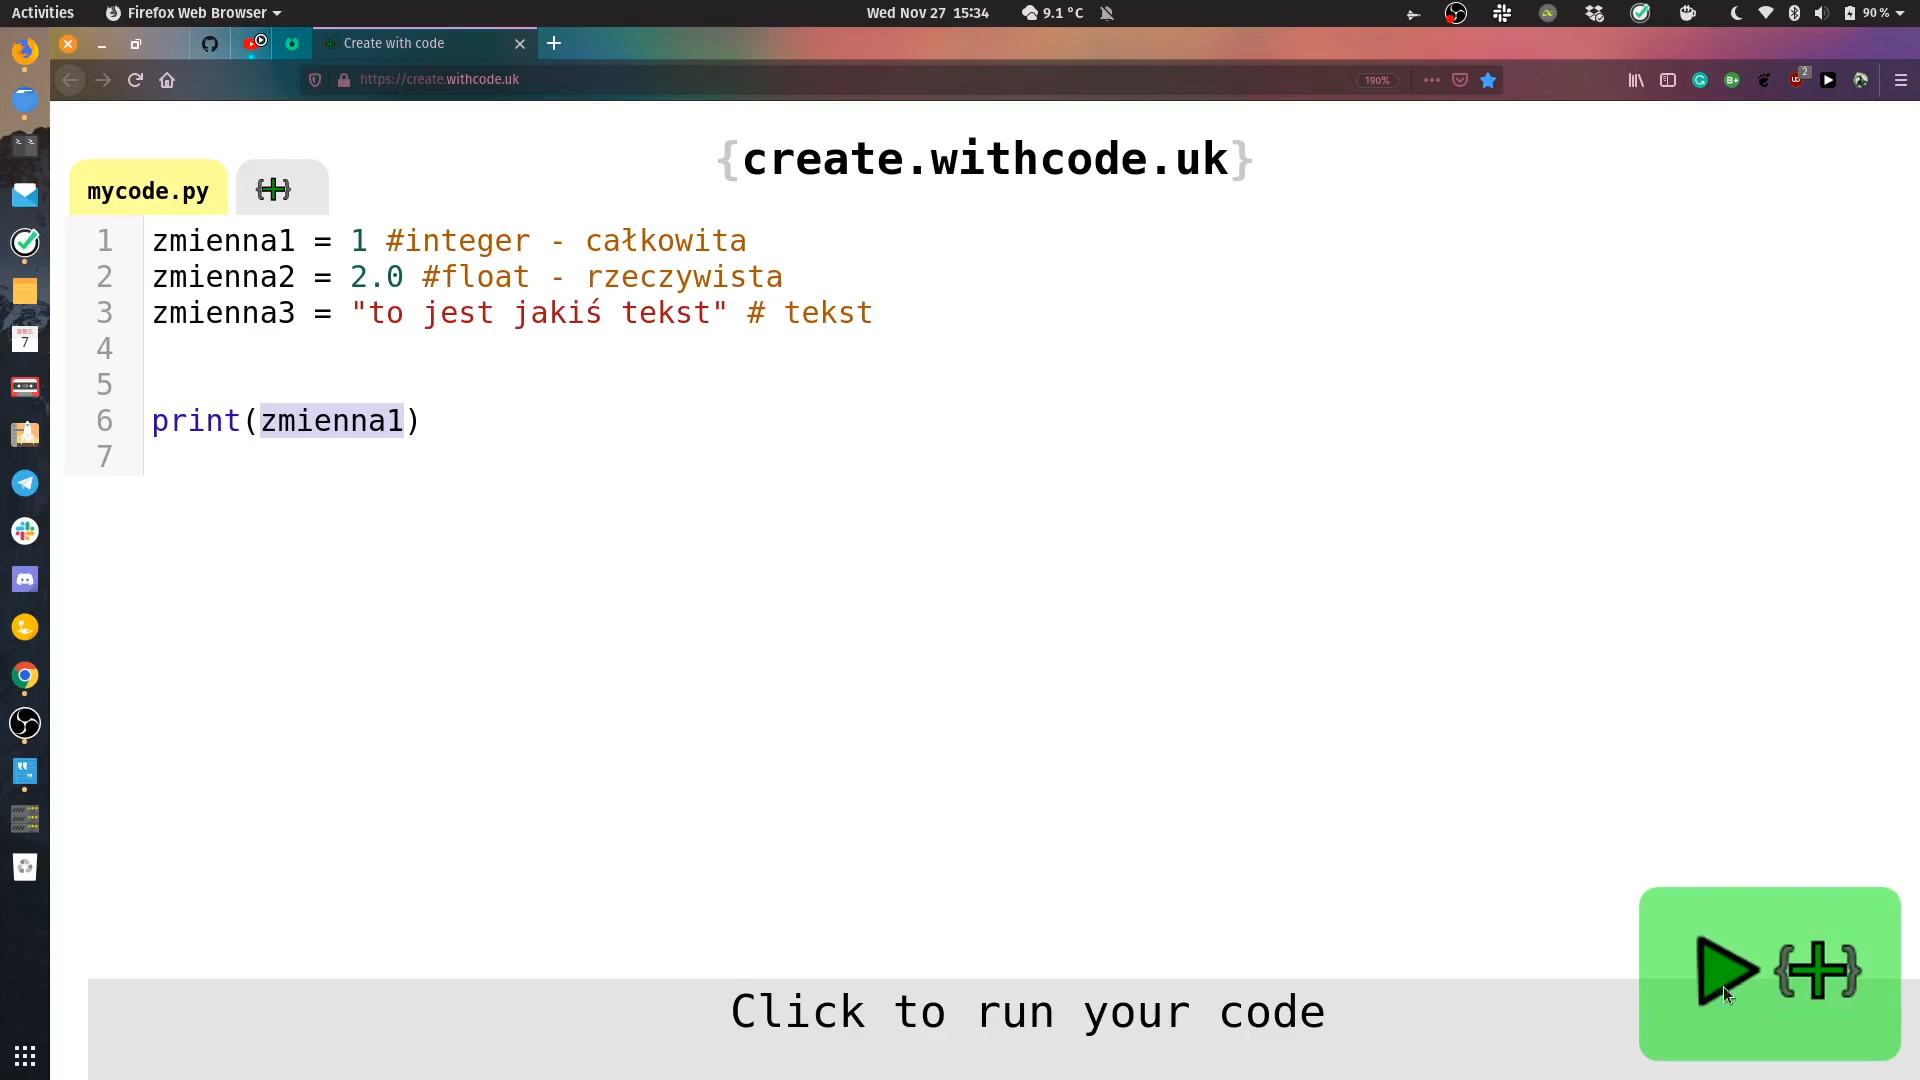 Activities
Firefox Web Browser
Wed Nov 27 15:34
9.1 °C
90 %
Create with code
https://create.withcode.uk
190%
2
{create.withcode.uk}
mycode.py
{+}
1 zmienna1 = 1 #integer - całkowita
2 zmienna2 = 2.0 #float - rzeczywista
3 zmienna3 = "to jest jakiś tekst" # tekst
4
5
6 print(zmienna1)
7
7
{+}
Click to run your code